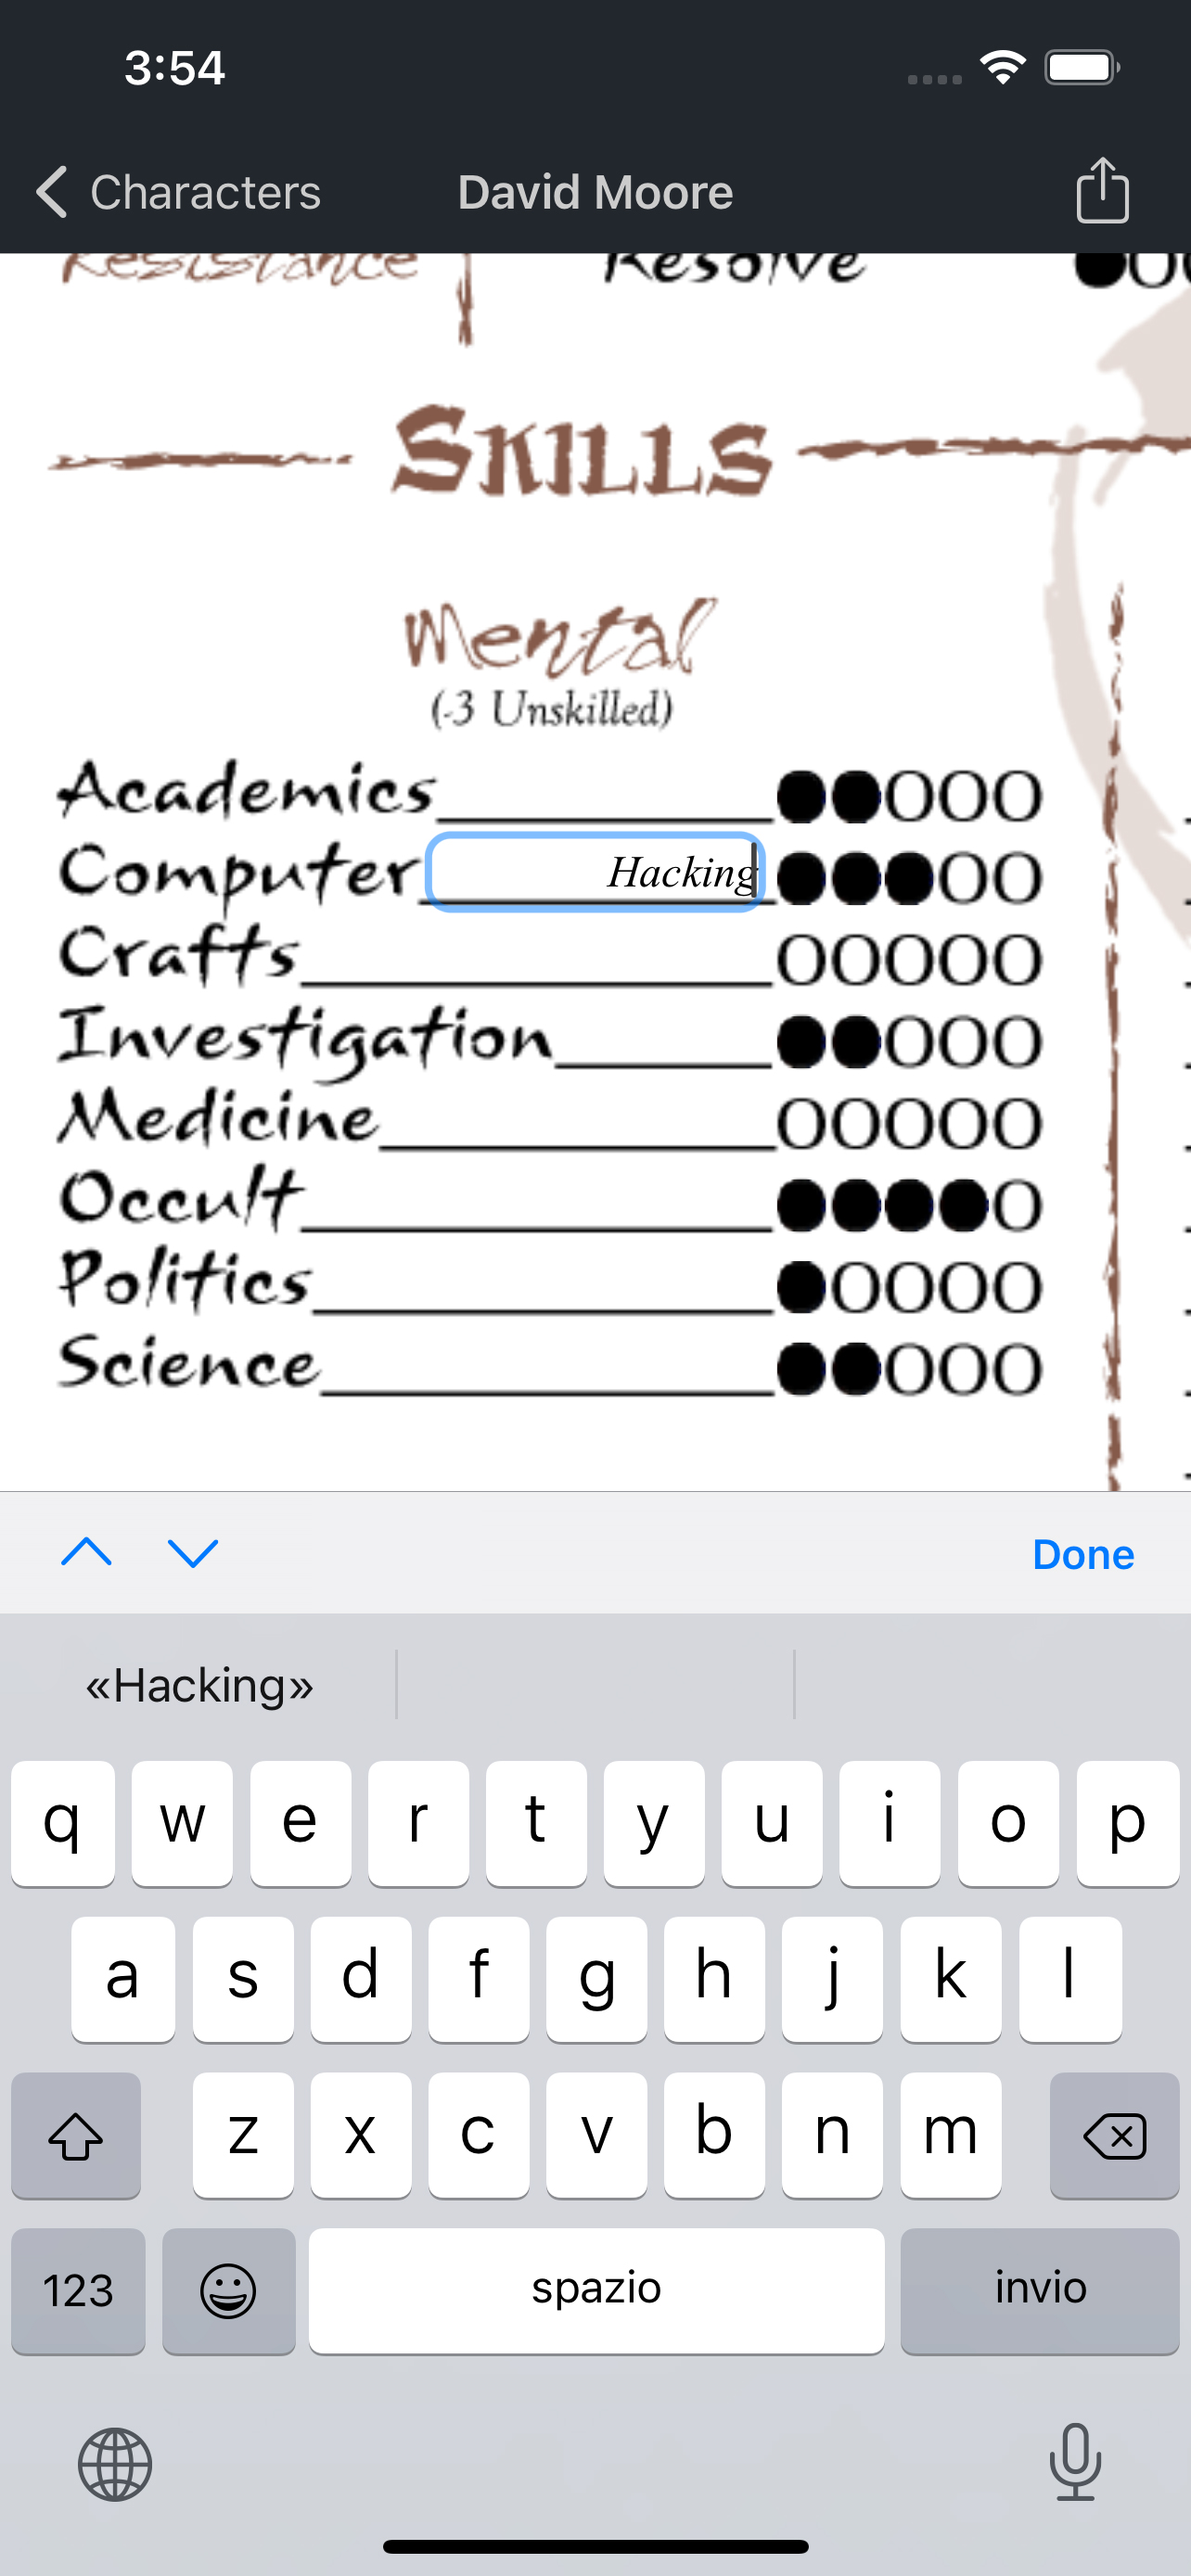 3:54
Characters David Moore
Resistance Resolve
SKILLS
Mental
(-3 Unskilled)
Academics
Computer Hacking
Crafts
Investigation
Medicine
Occult
Politics
Science
Done
«Hacking»
q w e r t y u i o p
a s d f g h j k l
z x c v b n m
123 spazio invio